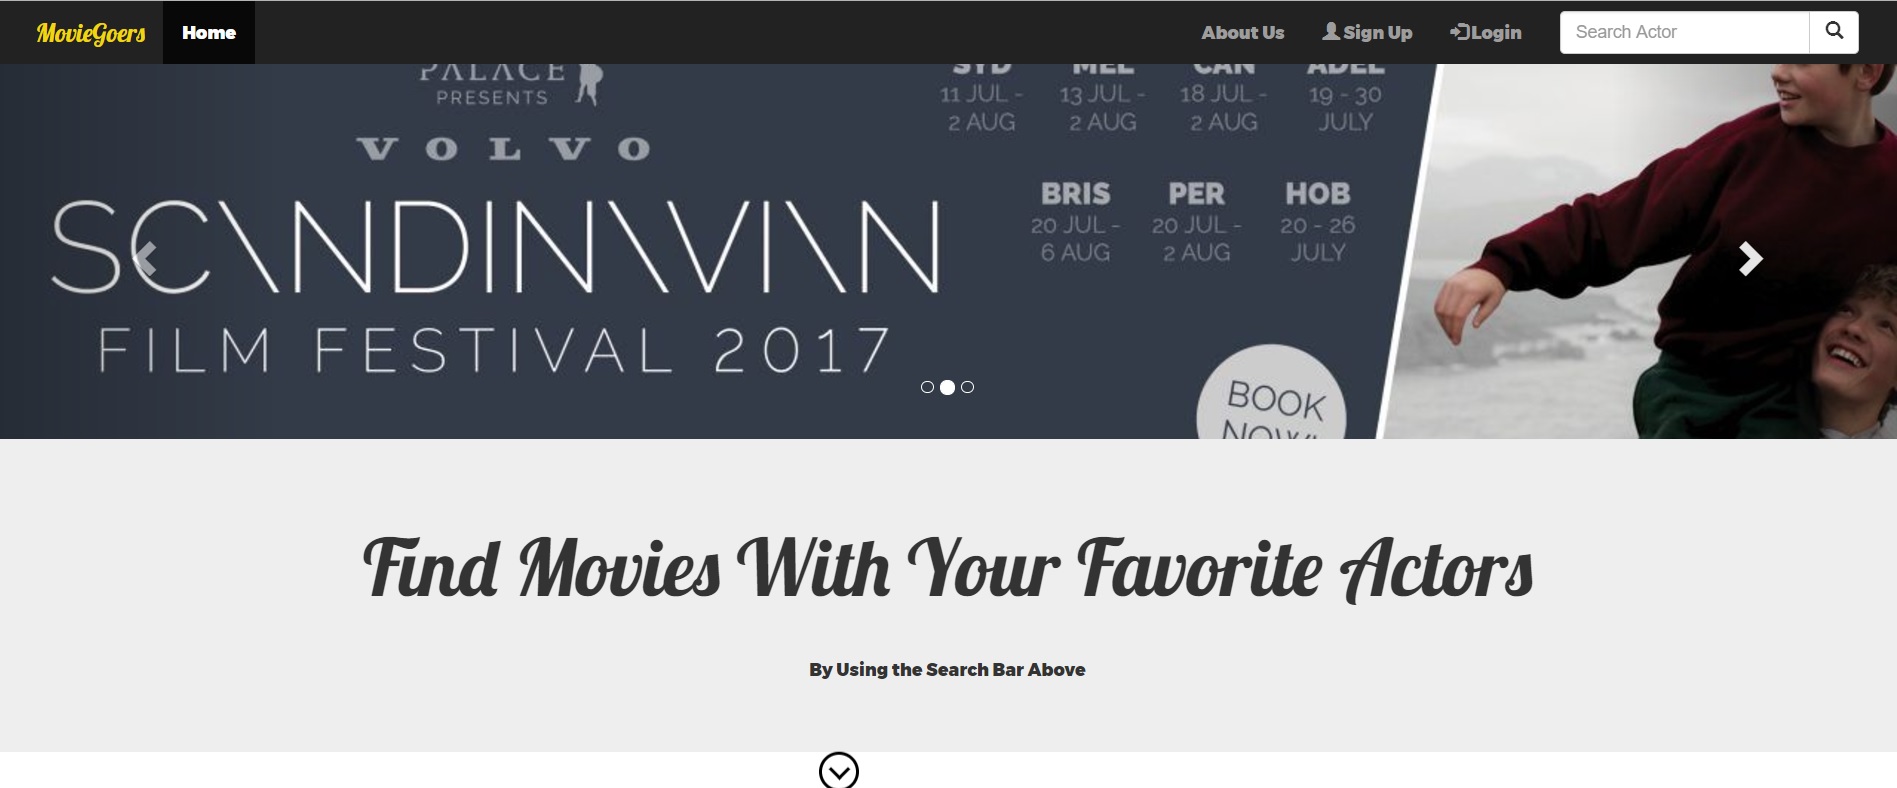 MovieGoers Home About Us Sign Up Login Search Actor
PALACE
PRESENTS
VOLVO
SC\NDIN\VI\N
FILM FESTIVAL 2017
SYD MEL CAN ADEL
11 JUL - 13 JUL - 18 JUL - 19 - 30
2 AUG 2 AUG 2 AUG JULY
BRIS PER HOB
20 JUL - 20 JUL - 20 - 26
6 AUG 2 AUG JULY
BOOK
NOW!
Find Movies With Your Favorite Actors
By Using the Search Bar Above